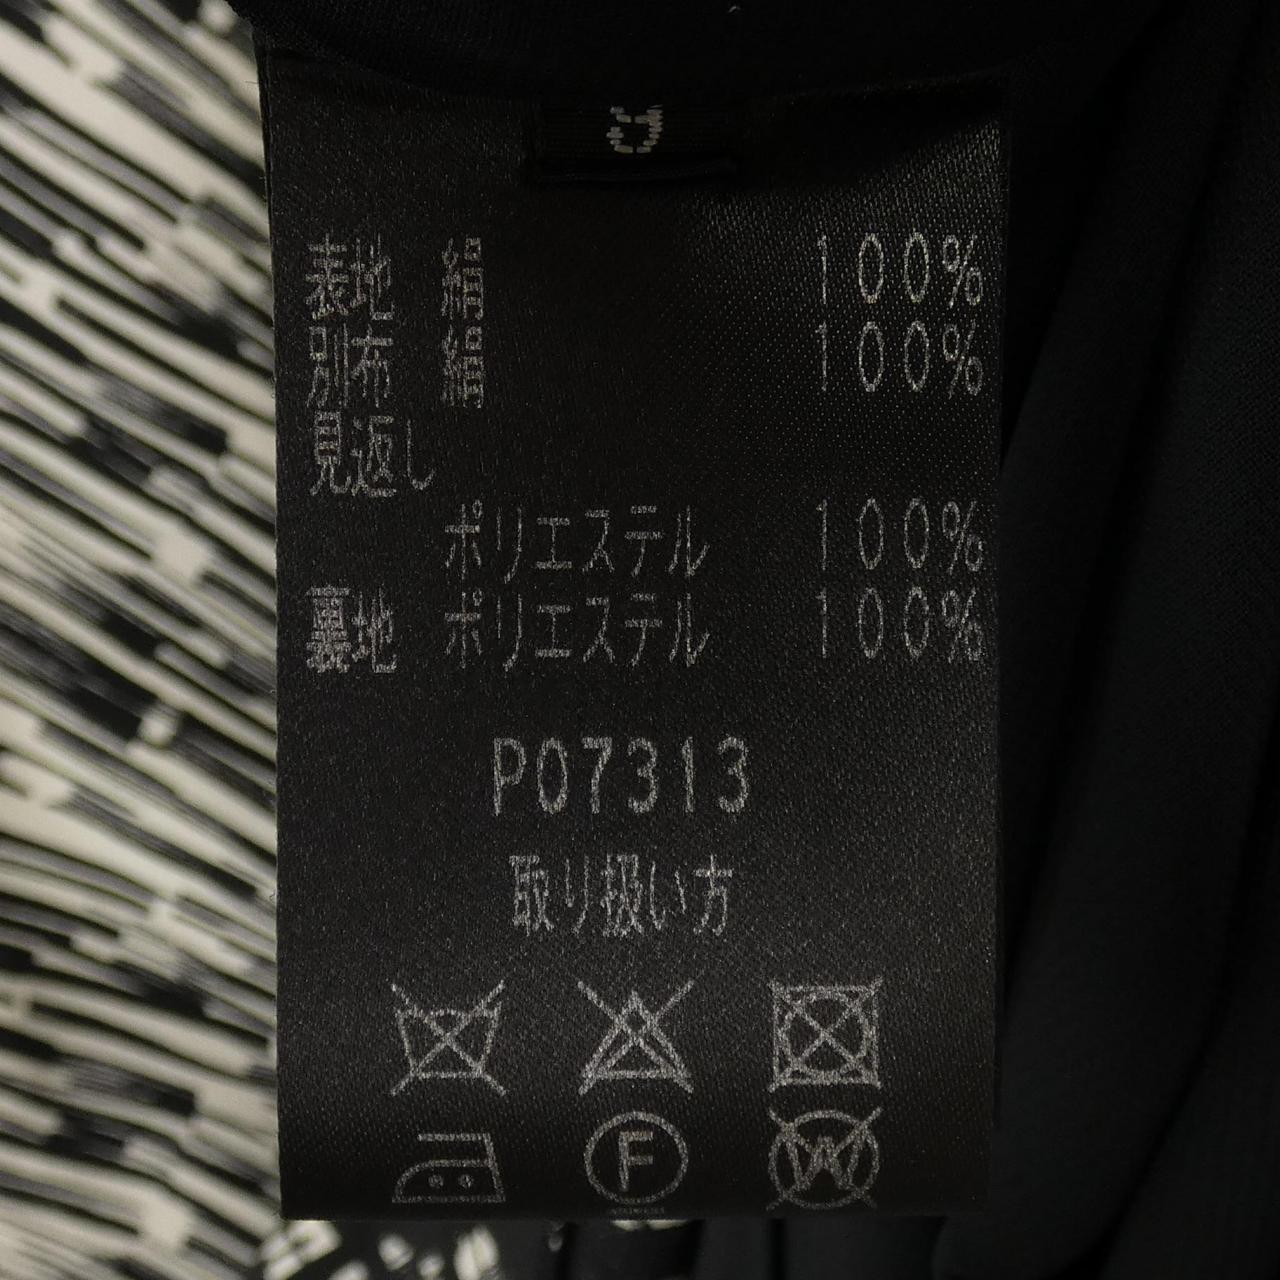 表地 絹 100%
別布 絹 100%
見返し
ポリエステル 100%
裏地 ポリエステル 100%
P07313
取り扱い方
F
W